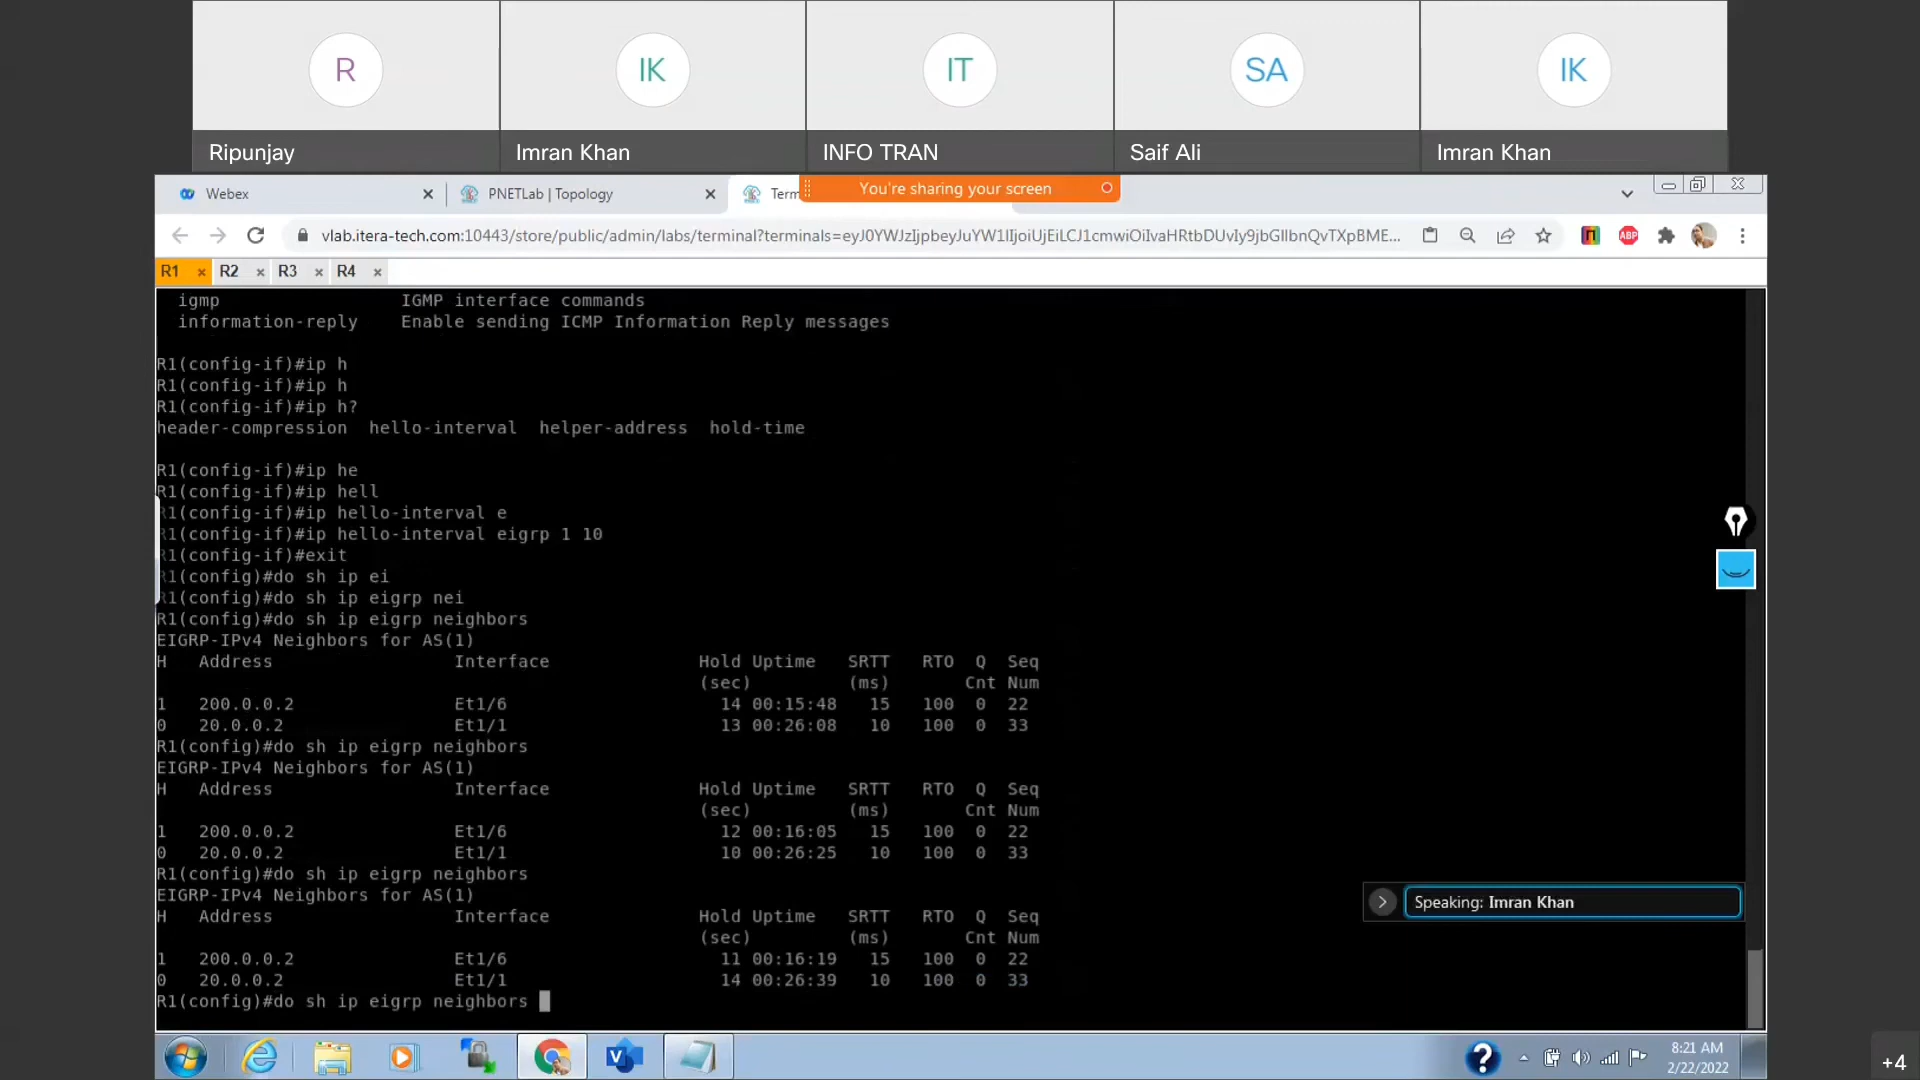 R
IK
IT
SA
IK
Ripunjay
Imran Khan
INFO TRAN
Saif Ali
Imran Khan
Webex
PNETLab | Topology
Term
You're sharing your screen
vlab.itera-tech.com:10443/store/public/admin/labs/terminal?terminals=eyJ0YWJzIjpbeyJuYW1lIjoiUjEiLCJ1cmwiOiIvaHRtbDUvIy9jbGllbnQvTXpBME...
ABP
R1
R2
R3
R4
igmp IGMP interface commands
information-reply Enable sending ICMP Information Reply messages
R1(config-if)#ip h
R1(config-if)#ip h
R1(config-if)#ip h?
header-compression hello-interval helper-address hold-time
R1(config-if)#ip he
R1(config-if)#ip hell
R1(config-if)#ip hello-interval e
R1(config-if)#ip hello-interval eigrp 1 10
R1(config-if)#exit
R1(config)#do sh ip ei
R1(config)#do sh ip eigrp nei
R1(config)#do sh ip eigrp neighbors
EIGRP-IPv4 Neighbors for AS(1)
H Address Interface Hold Uptime SRTT RTO Q Seq
(sec) (ms) Cnt Num
1 200.0.0.2 Et1/6 14 00:15:48 15 100 0 22
0 20.0.0.2 Et1/1 13 00:26:08 10 100 0 33
R1(config)#do sh ip eigrp neighbors
EIGRP-IPv4 Neighbors for AS(1)
H Address Interface Hold Uptime SRTT RTO Q Seq
(sec) (ms) Cnt Num
1 200.0.0.2 Et1/6 12 00:16:05 15 100 0 22
0 20.0.0.2 Et1/1 10 00:26:25 10 100 0 33
R1(config)#do sh ip eigrp neighbors
EIGRP-IPv4 Neighbors for AS(1)
H Address Interface Hold Uptime SRTT RTO Q Seq
(sec) (ms) Cnt Num
1 200.0.0.2 Et1/6 11 00:16:19 15 100 0 22
0 20.0.0.2 Et1/1 14 00:26:39 10 100 0 33
R1(config)#do sh ip eigrp neighbors
Speaking: Imran Khan
8:21 AM
2/22/2022
+4